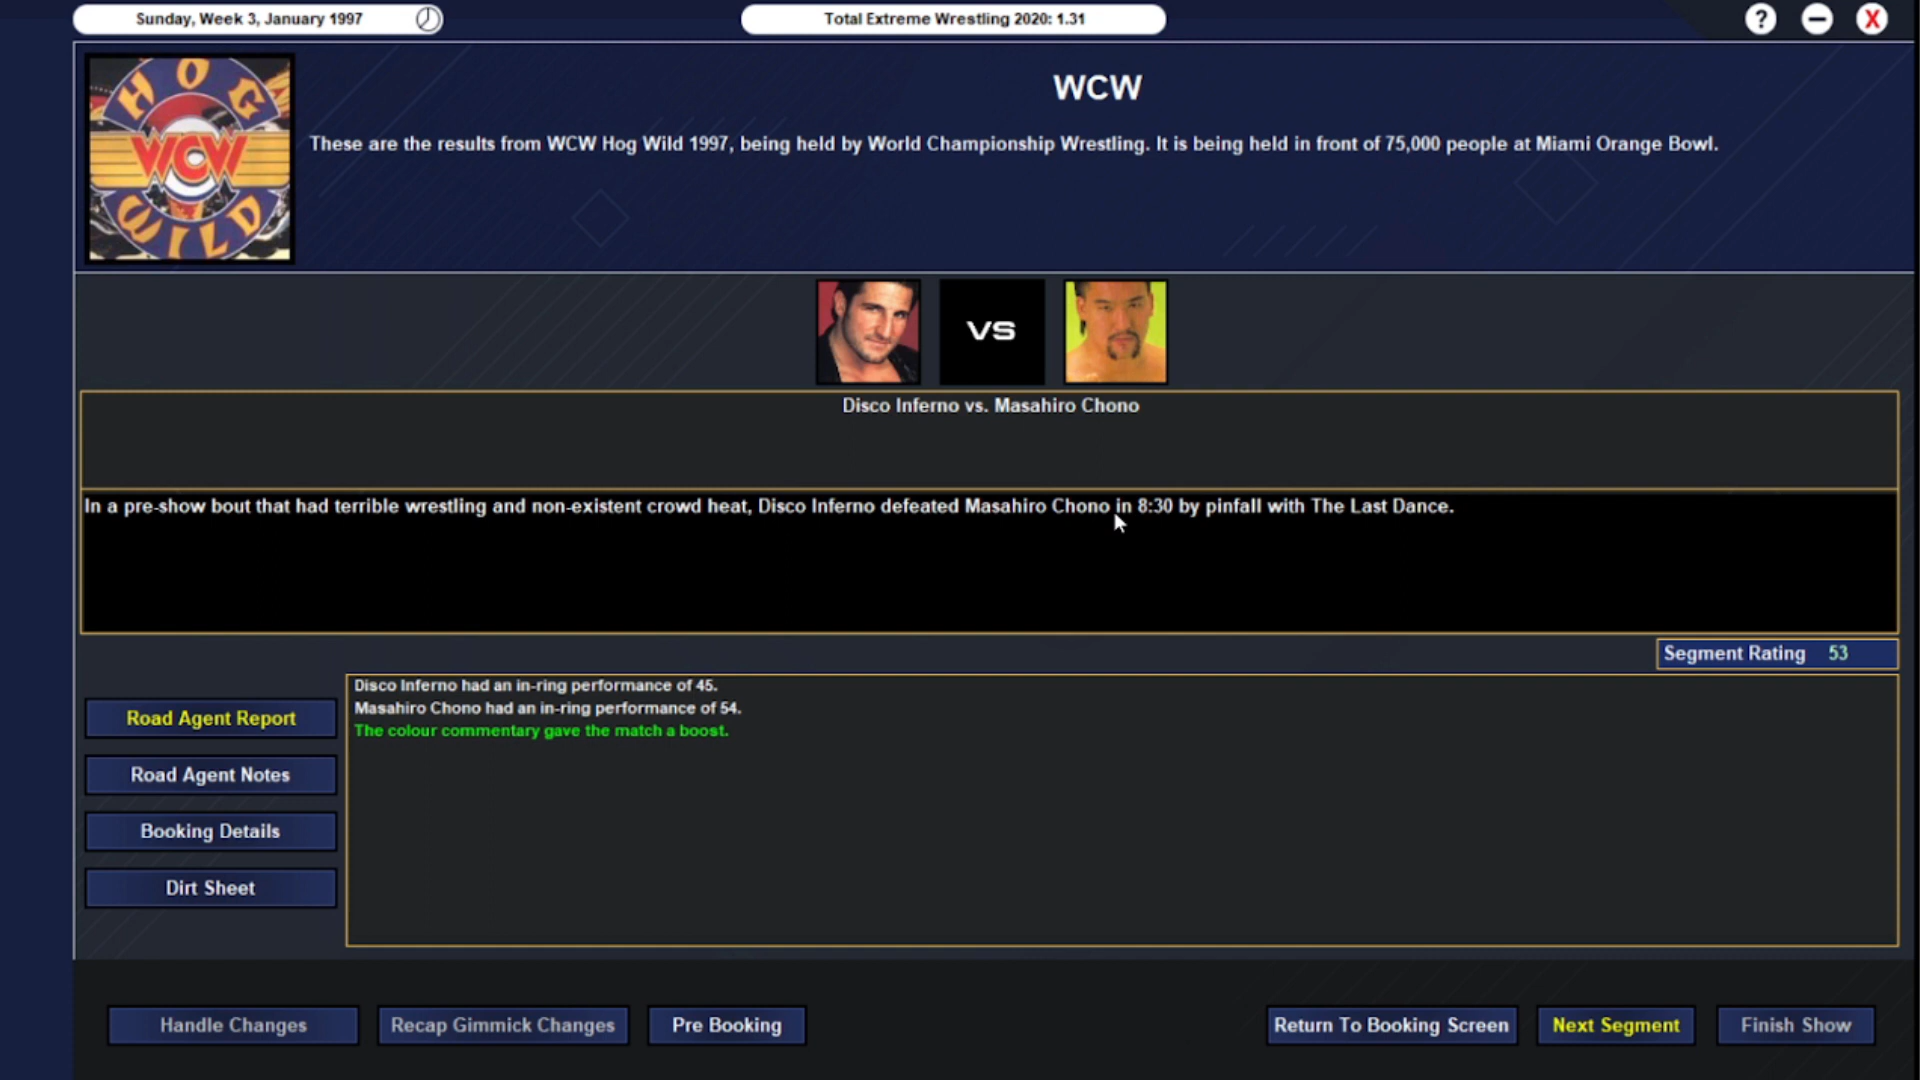 Sunday, Week 3, January 1997
Total Extreme Wrestling 2020: 1.31
?
X
HOG
WCW
WILD
WCW
These are the results from WCW Hog Wild 1997, being held by World Championship Wrestling. It is being held in front of 75,000 people at Miami Orange Bowl.
VS
Disco Inferno vs. Masahiro Chono
In a pre-show bout that had terrible wrestling and non-existent crowd heat, Disco Inferno defeated Masahiro Chono in 8:30 by pinfall with The Last Dance.
Segment Rating 53
Road Agent Report
Road Agent Notes
Booking Details
Dirt Sheet
Disco Inferno had an in-ring performance of 45.
Masahiro Chono had an in-ring performance of 54.
The colour commentary gave the match a boost.
Handle Changes
Recap Gimmick Changes
Pre Booking
Return To Booking Screen
Next Segment
Finish Show